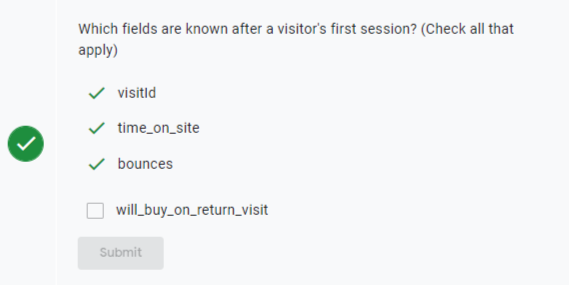 Which fields are known after a visitor's first session? (Check all that
apply)
visitId
time_on_site
bounces
will_buy_on_return_visit
Submit